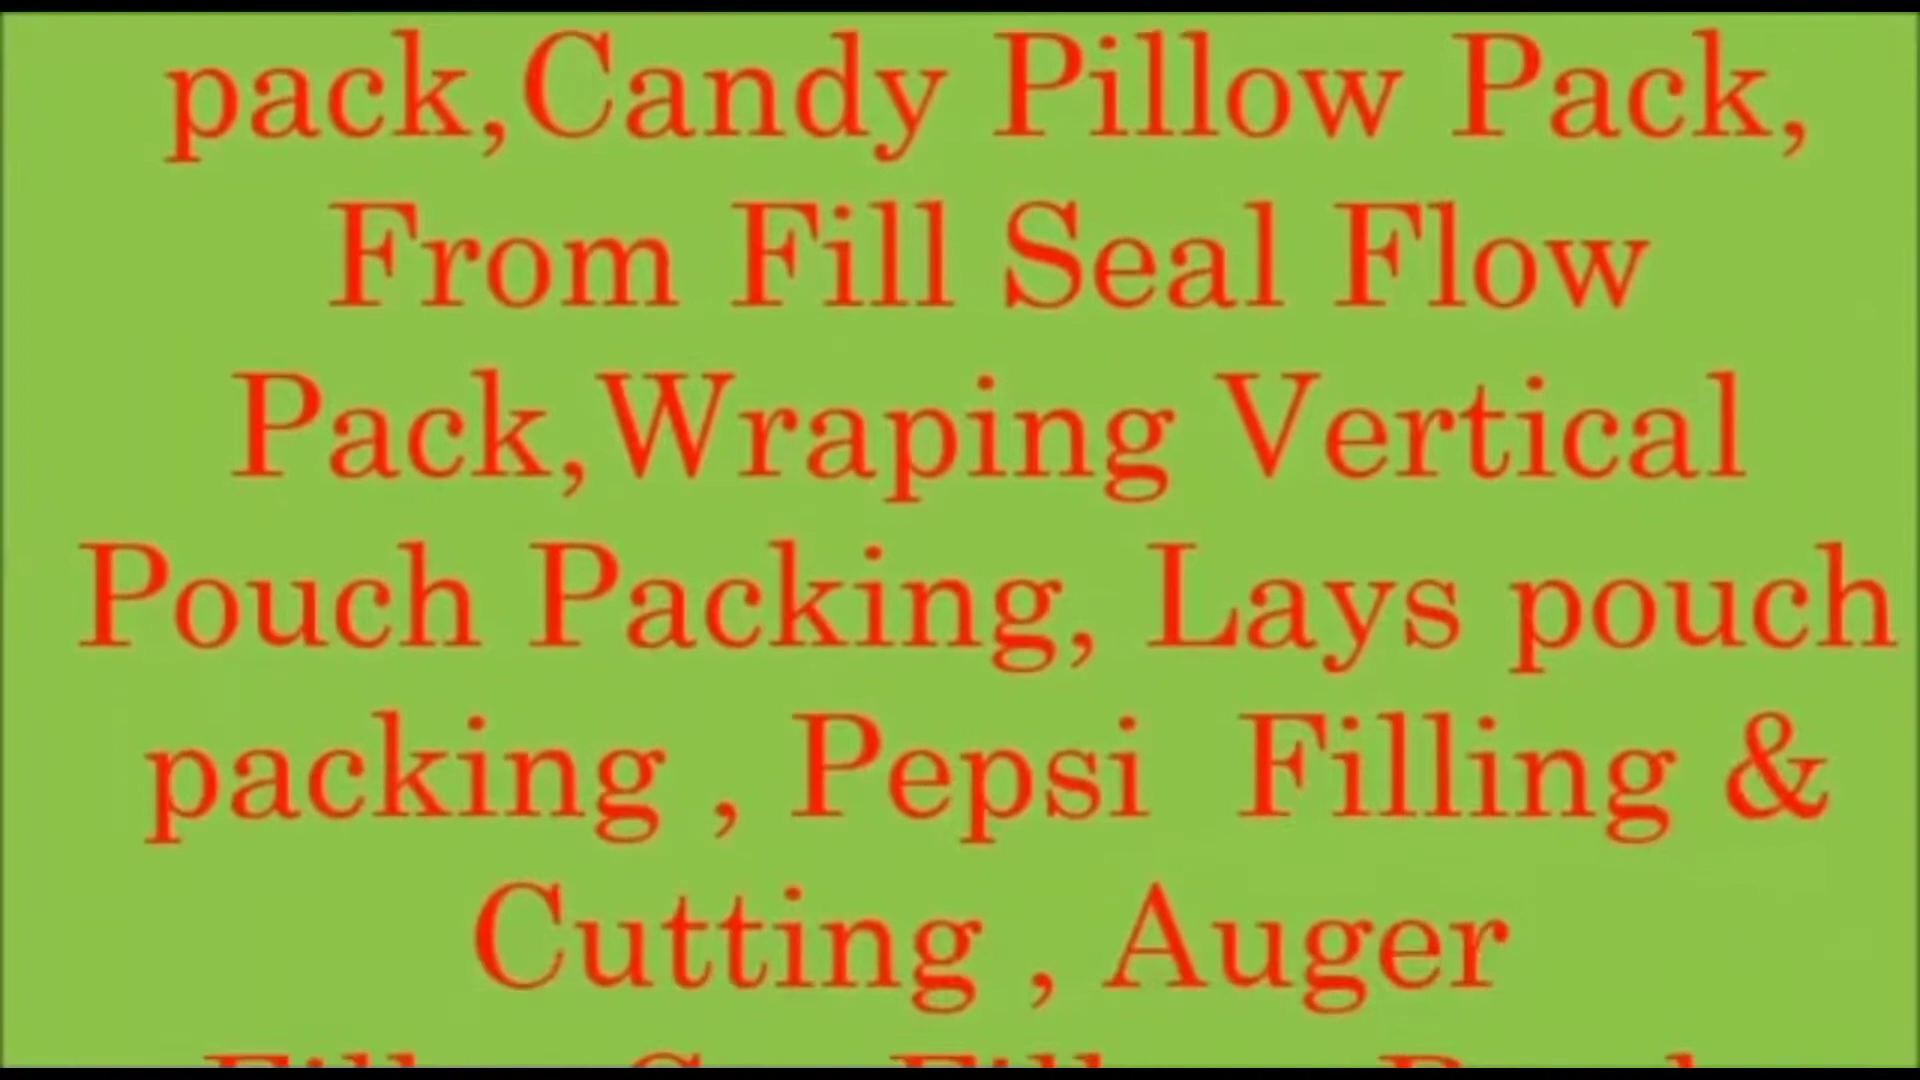 pack,Candy Pillow Pack,
From Fill Seal Flow
Pack,Wraping Vertical
Pouch Packing, Lays pouch
packing , Pepsi  Filling &
Cutting , Auger